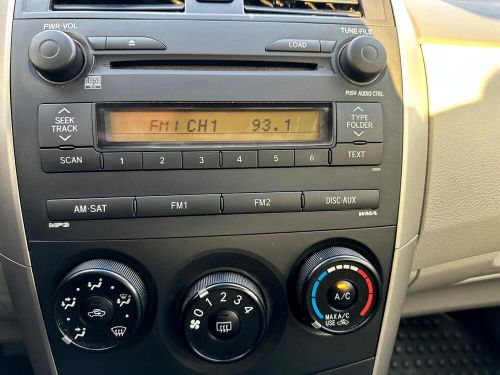 PWR·VOL
TUNE·FILE
LOAD
PUSH AUDIO CTRL
SEEK
TRACK
FM1 CH1 93.1
TYPE
FOLDER
SCAN
1 2 3 4 5 6
TEXT
AM·SAT
FM1
FM2
DISC·AUX
MP3
WMA
0 1 2 3 4
A/C
MAX A/C
USE